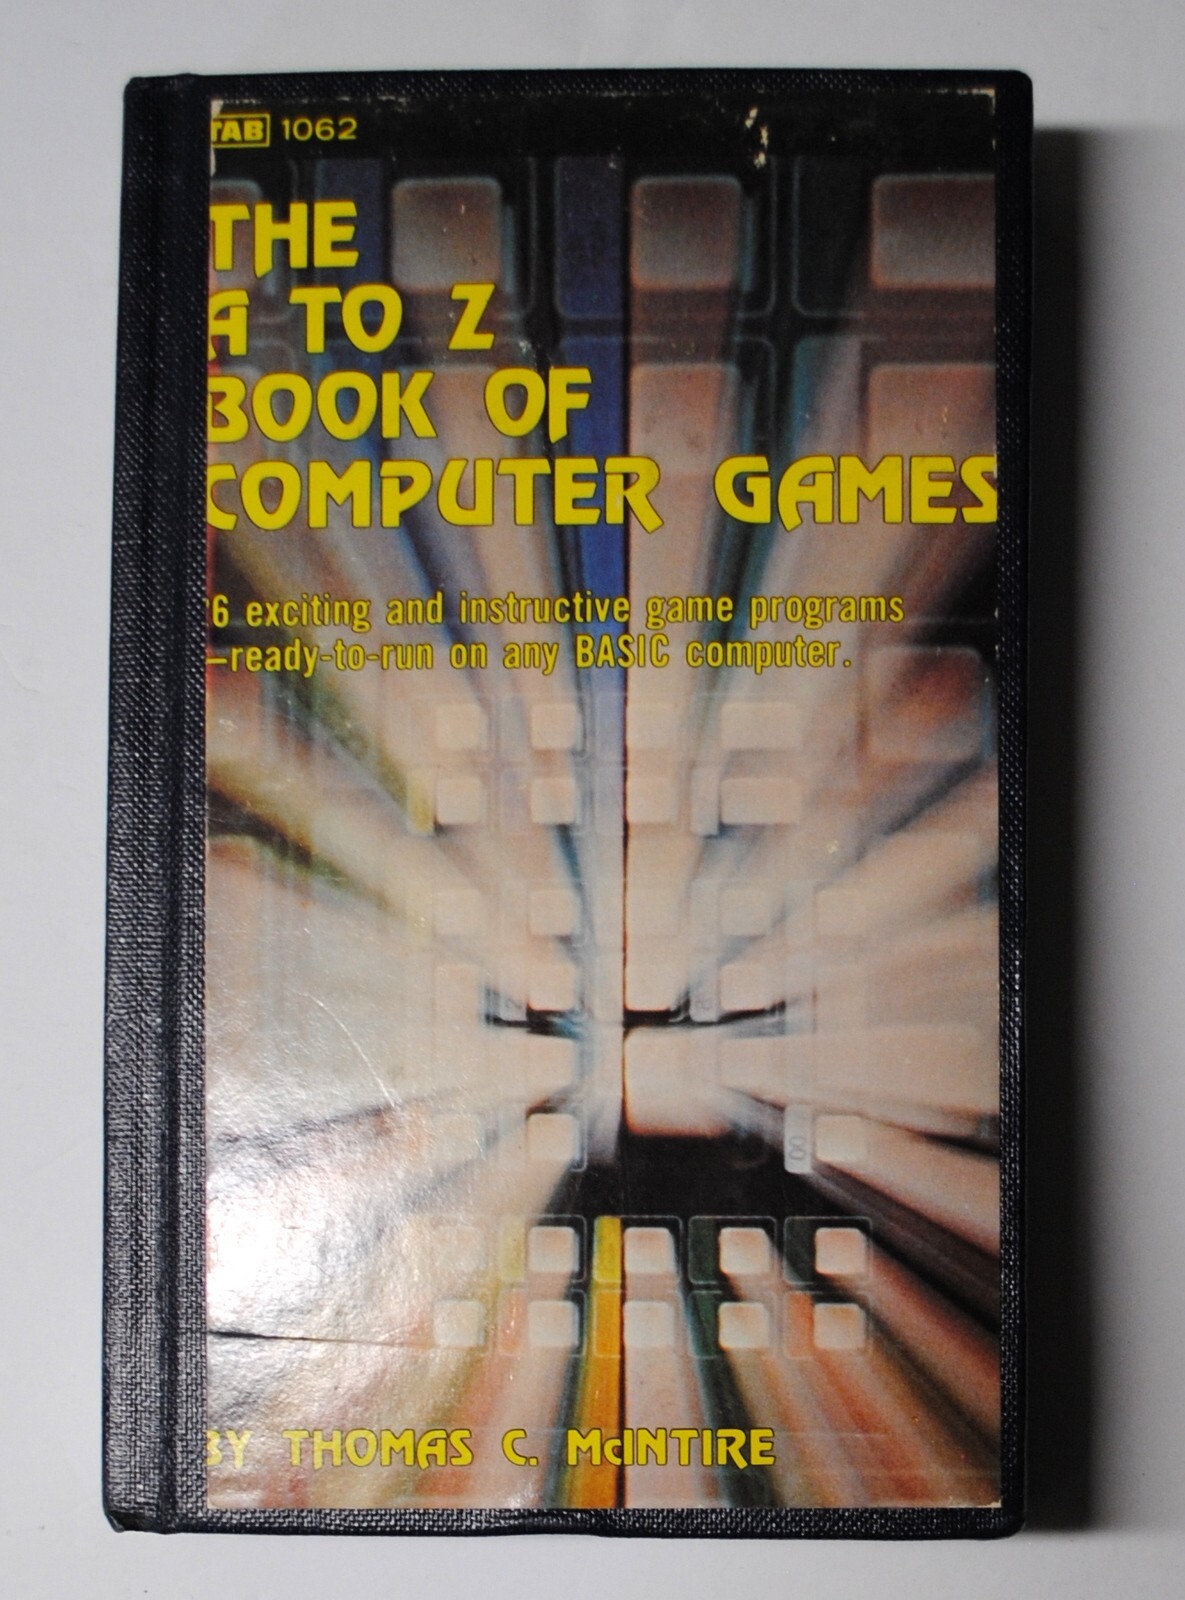 TAB 1062
THE
A TO Z
BOOK OF
COMPUTER GAMES
6 exciting and instructive game programs
—ready-to-run on any BASIC computer.
BY THOMAS C. McINTIRE